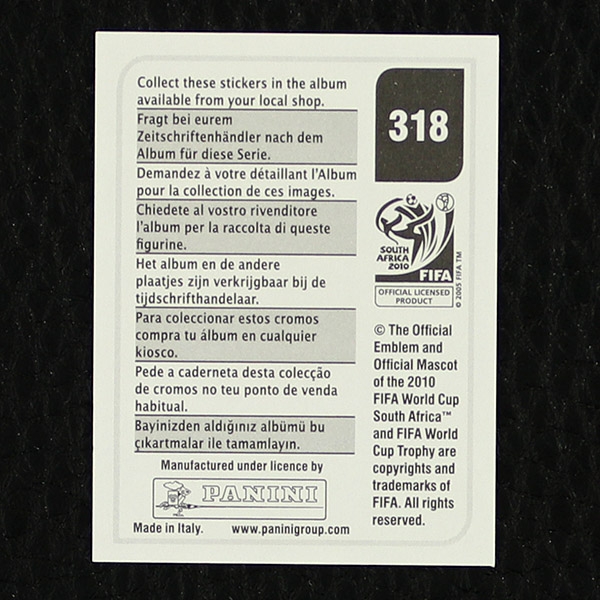 Collect these stickers in the album
available from your local shop.
Fragt bei eurem
Zeitschriftenhändler nach dem
Album für diese Serie.
Demandez à votre détaillant l'Album
pour la collection de ces images.
Chiedete al vostro rivenditore
l'album per la raccolta di queste
figurine.
Het album en de andere
plaatjes zijn verkrijgbaar bij de
tijdschrifthandelaar.
Para coleccionar estos cromos
compra tu álbum en cualquier
kiosco.
Pede a caderneta desta colecção
de cromos no teu ponto de venda
habitual.
Bayinizden aldığınız albümü bu
çıkartmalar ile tamamlayın.
Manufactured under licence by
PANINI
Made in Italy. www.paninigroup.com
318
SOUTH
AFRICA
2010
FIFA
OFFICIAL LICENSED
PRODUCT
© 2005 FIFA TM
© The Official
Emblem and
Official Mascot
of the 2010
FIFA World Cup
South Africa™
and FIFA World
Cup Trophy are
copyrights and
trademarks of
FIFA. All rights
reserved.